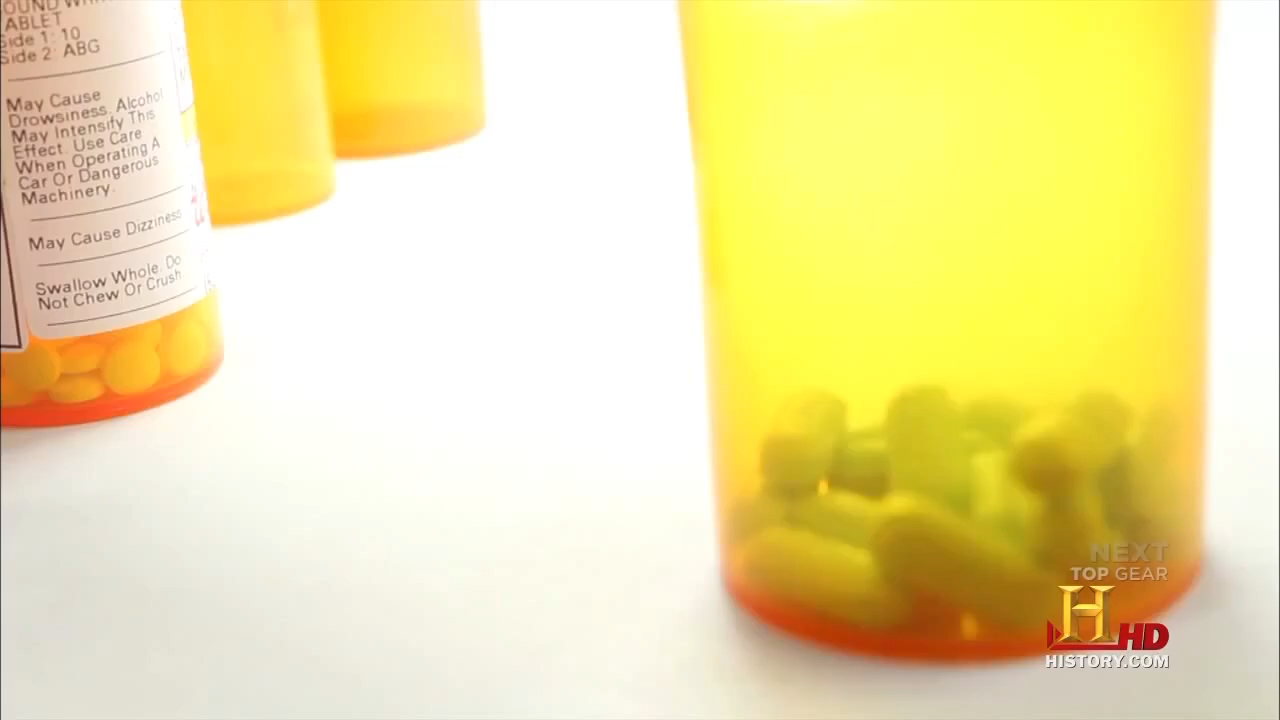 OUND WHI
ABLET
Side 1: 10
Side 2: ABG
May Cause
Drowsiness. Alcohol
May Intensify This
Effect. Use Care
When Operating A
Car Or Dangerous
Machinery.
May Cause Dizziness
Swallow Whole. Do
Not Chew Or Crush
NEXT
TOP GEAR
H
HD
HISTORY.COM